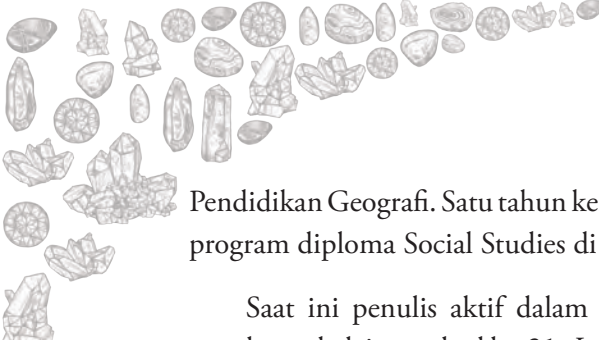 Pendidikan Geografi. Satu tahun ke
program diploma Social Studies di
Saat ini penulis aktif dalam